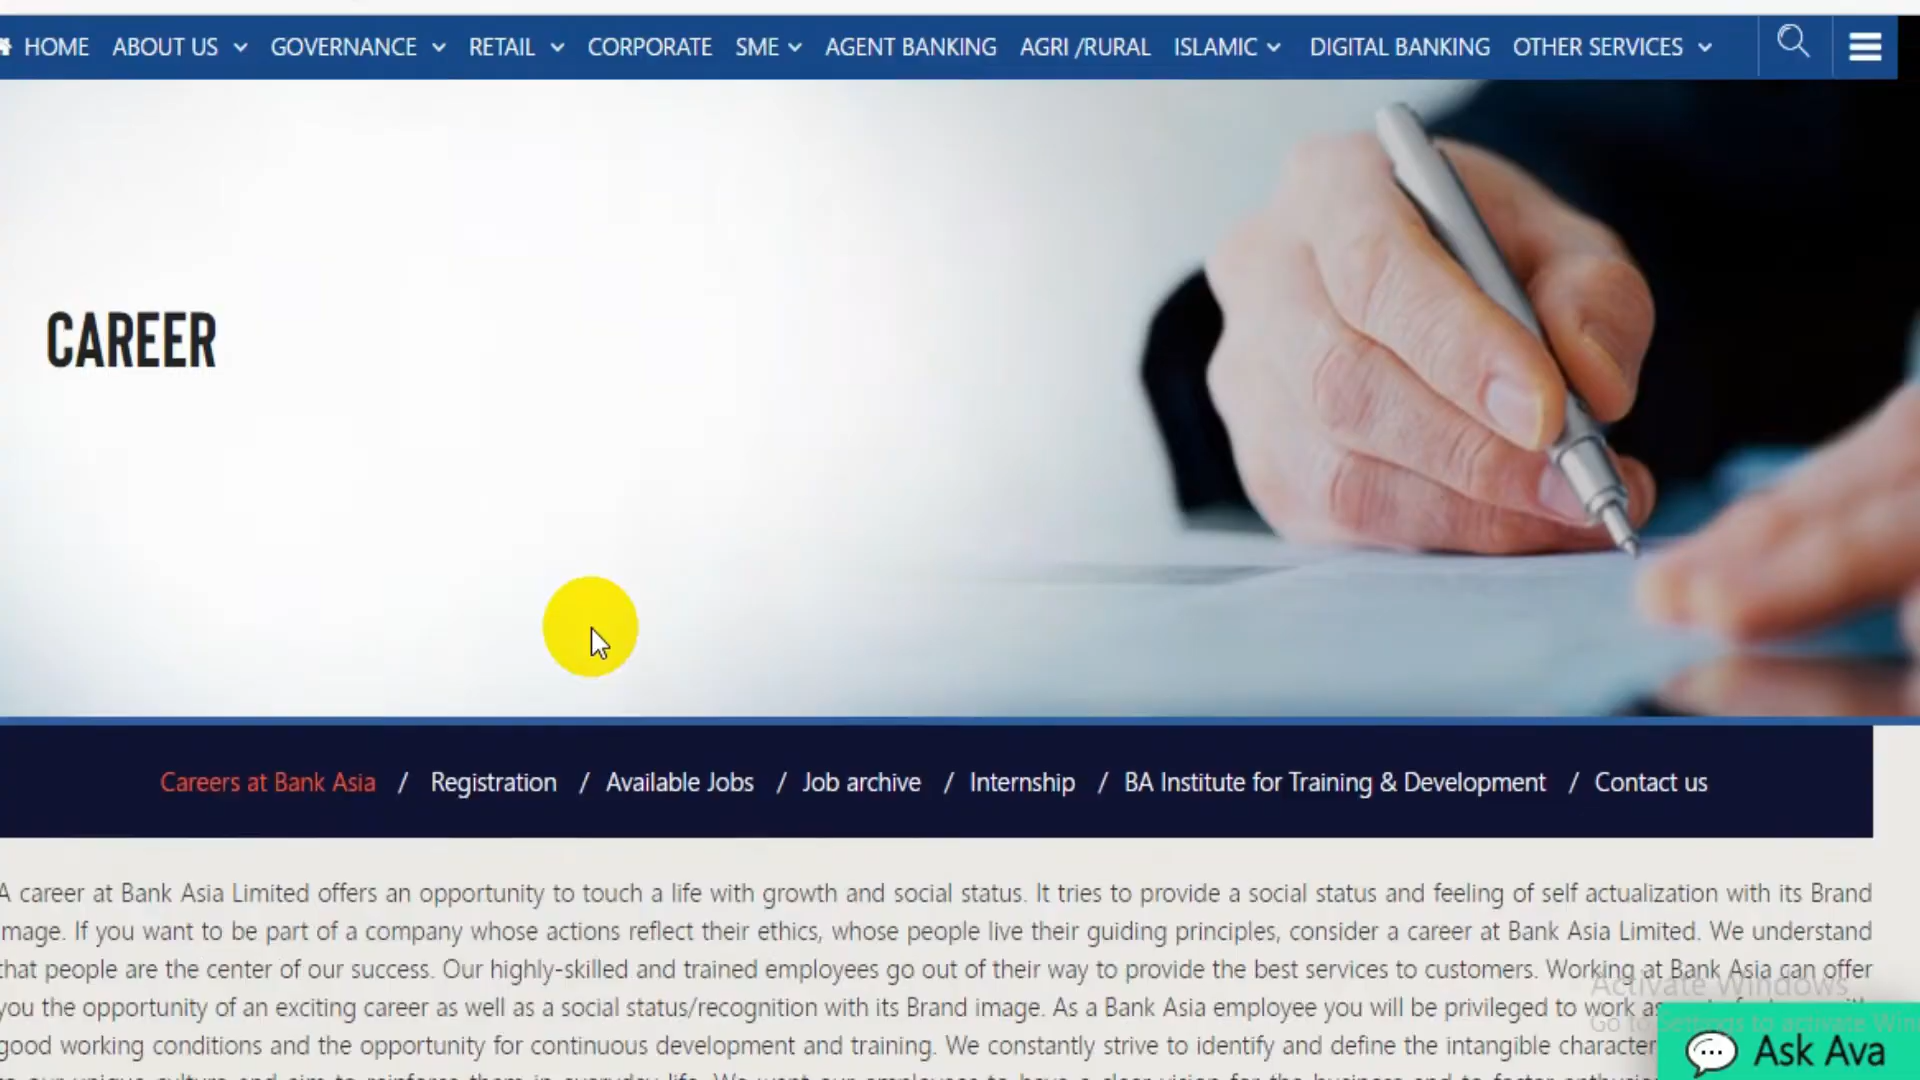 HOME ABOUT US GOVERNANCE RETAIL CORPORATE SME AGENT BANKING AGRI /RURAL ISLAMIC DIGITAL BANKING OTHER SERVICES
CAREER
Careers at Bank Asia / Registration / Available Jobs / Job archive / Internship / BA Institute for Training & Development / Contact us
A career at Bank Asia Limited offers an opportunity to touch a life with growth and social status. It tries to provide a social status and feeling of self actualization with its Brand
image. If you want to be part of a company whose actions reflect their ethics, whose people live their guiding principles, consider a career at Bank Asia Limited. We understand
that people are the center of our success. Our highly-skilled and trained employees go out of their way to provide the best services to customers. Working at Bank Asia can offer
you the opportunity of an exciting career as well as a social status/recognition with its Brand image. As a Bank Asia employee you will be privileged to work
good working conditions and the opportunity for continuous development and training. We constantly strive to identify and define the intangible
Activate Windows
Go to Settings to activate
Ask Ava